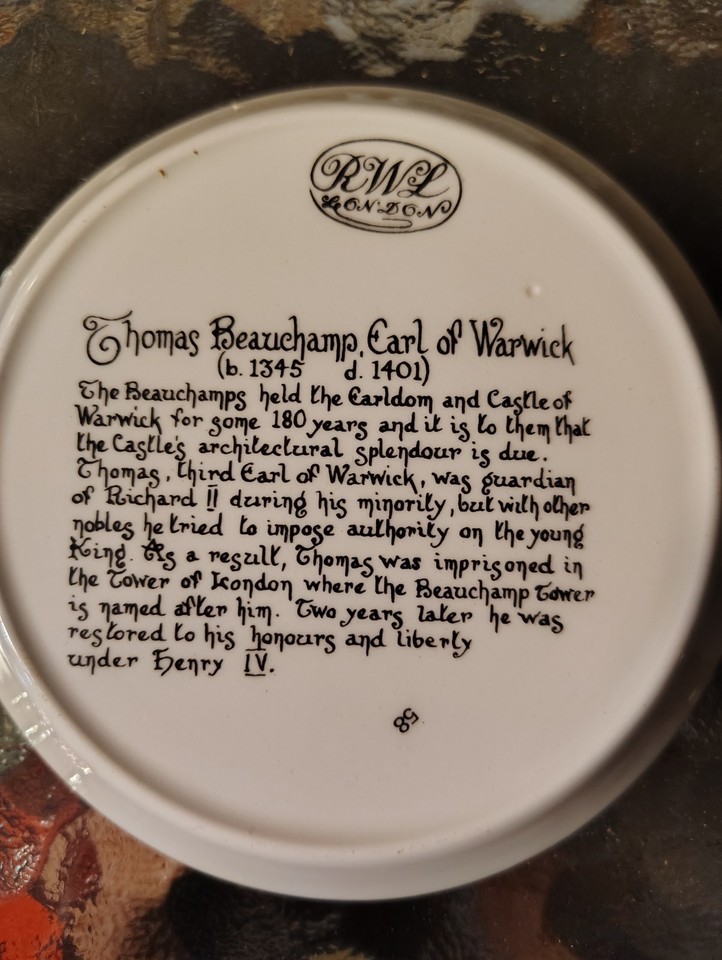 RWL
LONDON
Thomas Beauchamp, Earl of Warwick
(b. 1345 d. 1401)
The Beauchamps held the Earldom and Castle of
Warwick for some 180 years and it is to them that
the Castle's architectural splendour is due.
Thomas, third Earl of Warwick, was guardian
of Richard II during his minority, but with other
nobles he tried to impose authority on the young
King. As a result, Thomas was imprisoned in
the Tower of London where the Beauchamp Tower
is named after him. Two years later he was
restored to his honours and liberty
under Henry IV.
58